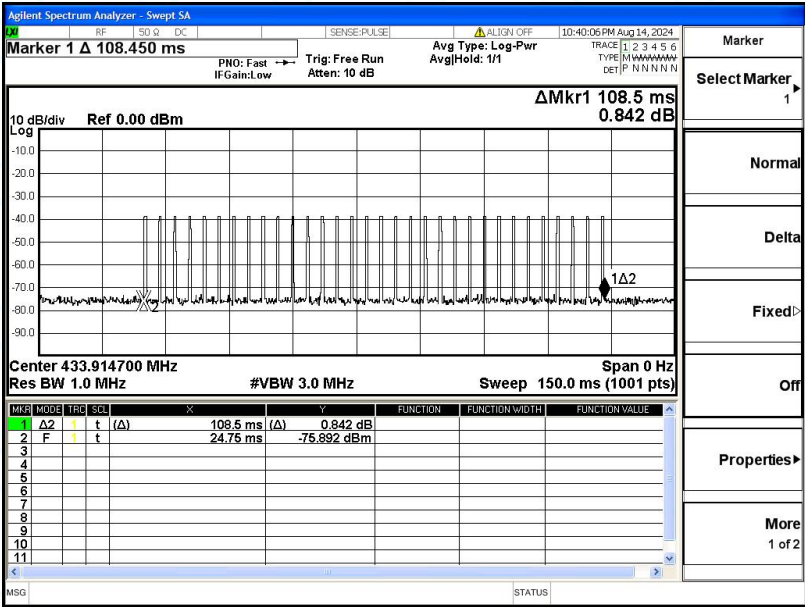 Agilent Spectrum Analyzer - Swept SA
LXI RF 50 Ω DC SENSE:PULSE ALIGN OFF 10:40:06 PM Aug 14, 2024
Marker 1 Δ 108.450 ms
PNO: Fast
IFGain:Low
Trig: Free Run
Atten: 10 dB
Avg Type: Log-Pwr
Avg|Hold: 1/1
TRACE 1 2 3 4 5 6
TYPE M WWWWW
DET P N N N N N
Marker
Select Marker
1
Normal
Delta
Fixed
Off
Properties
More
1 of 2
ΔMkr1 108.5 ms
0.842 dB
10 dB/div Ref 0.00 dBm
Log
-10.0
-20.0
-30.0
-40.0
-50.0
-60.0
-70.0
-80.0
-90.0
1Δ2
2
Center 433.914700 MHz Span 0 Hz
Res BW 1.0 MHz #VBW 3.0 MHz Sweep 150.0 ms (1001 pts)
MKR MODE TRC SCL X Y FUNCTION FUNCTION WIDTH FUNCTION VALUE
1 Δ2 1 t (Δ) 108.5 ms (Δ) 0.842 dB
2 F 1 t 24.75 ms -75.892 dBm
3
4
5
6
7
8
9
10
11
MSG STATUS